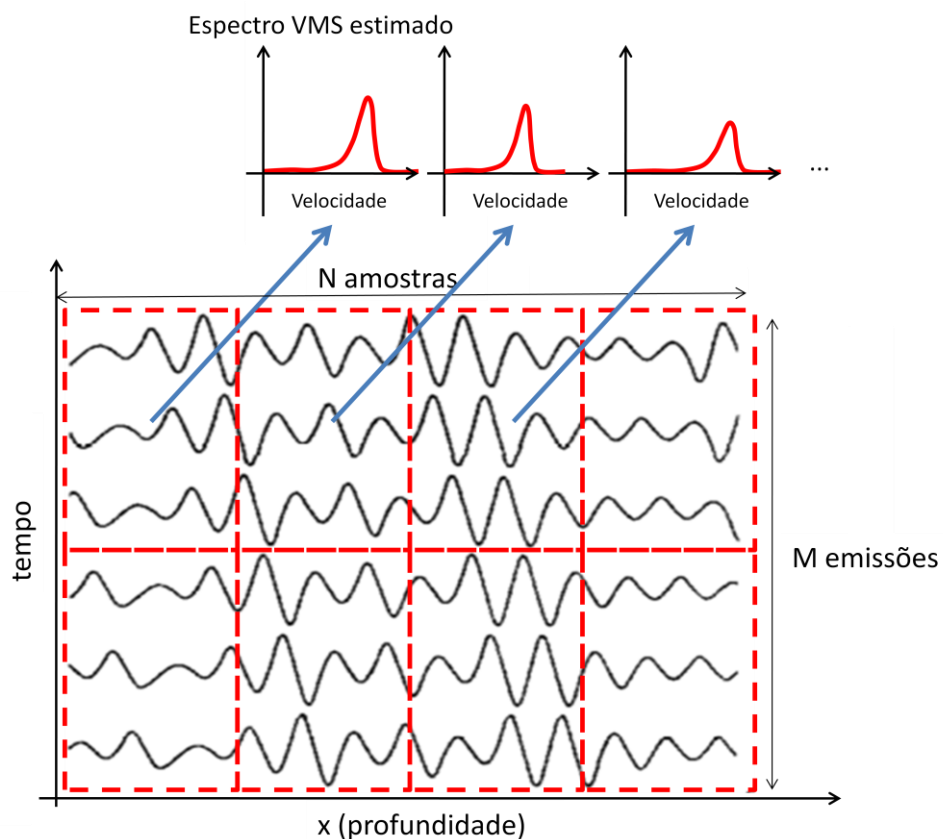 Espectro VMS estimado
Velocidade
Velocidade
Velocidade
...
N amostras
tempo
M emissões
x (profundidade)